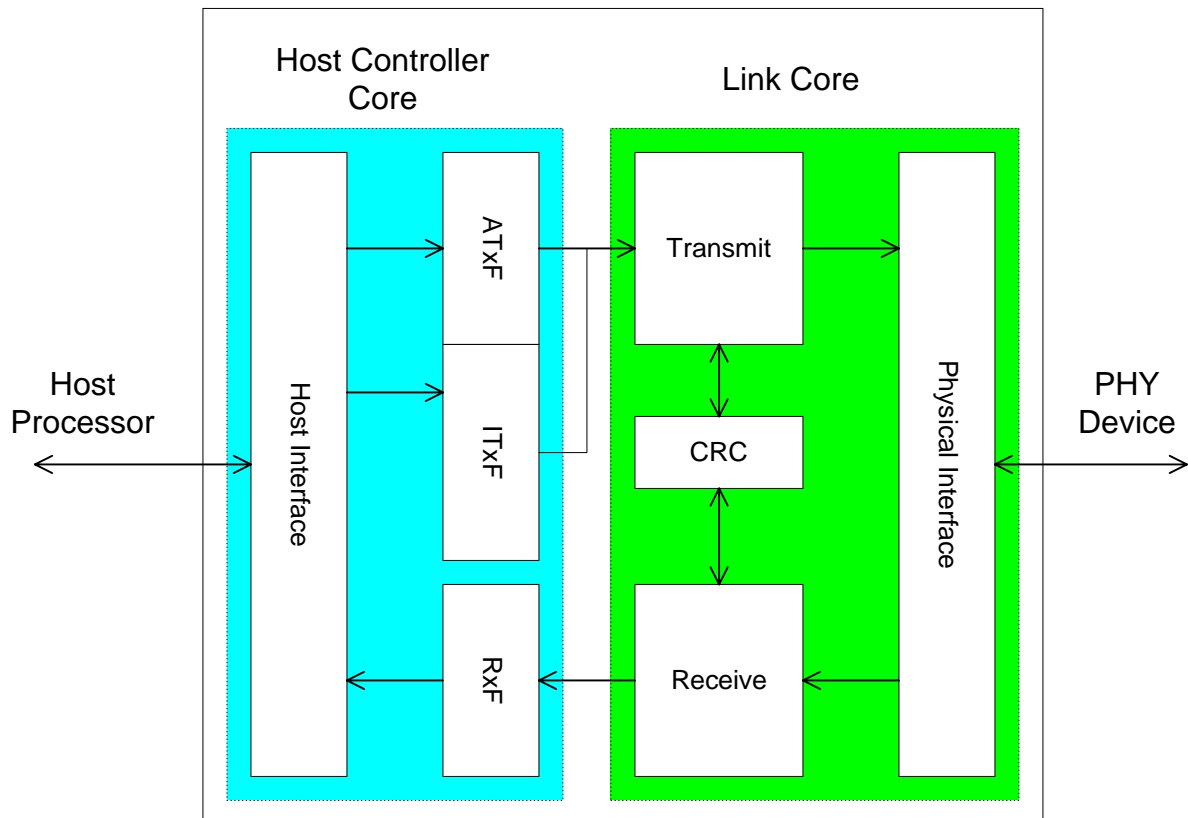 Host Controller
Core
Link Core
Host
Processor
Host Interface
ATxF
ITxF
RxF
Transmit
CRC
Receive
Physical Interface
PHY
Device